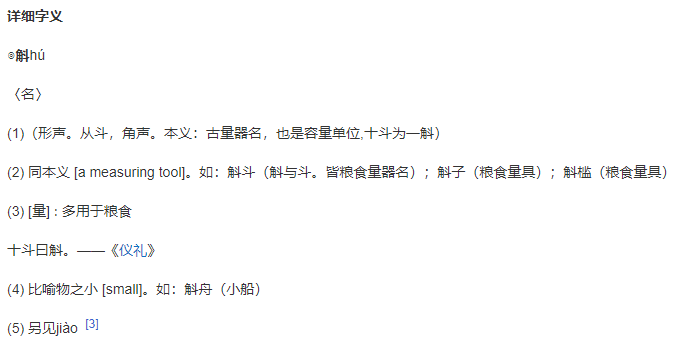 详细字义
⊙斛hú
〈名〉
(1)（形声。从斗，角声。本义：古量器名，也是容量单位,十斗为一斛）
(2) 同本义 [a measuring tool]。如：斛斗（斛与斗。皆粮食量器名）；斛子（粮食量具）；斛槛（粮食量具）
(3) [量] : 多用于粮食
十斗曰斛。——《仪礼》
(4) 比喻物之小 [small]。如：斛舟（小船）
(5) 另见jiào [3]